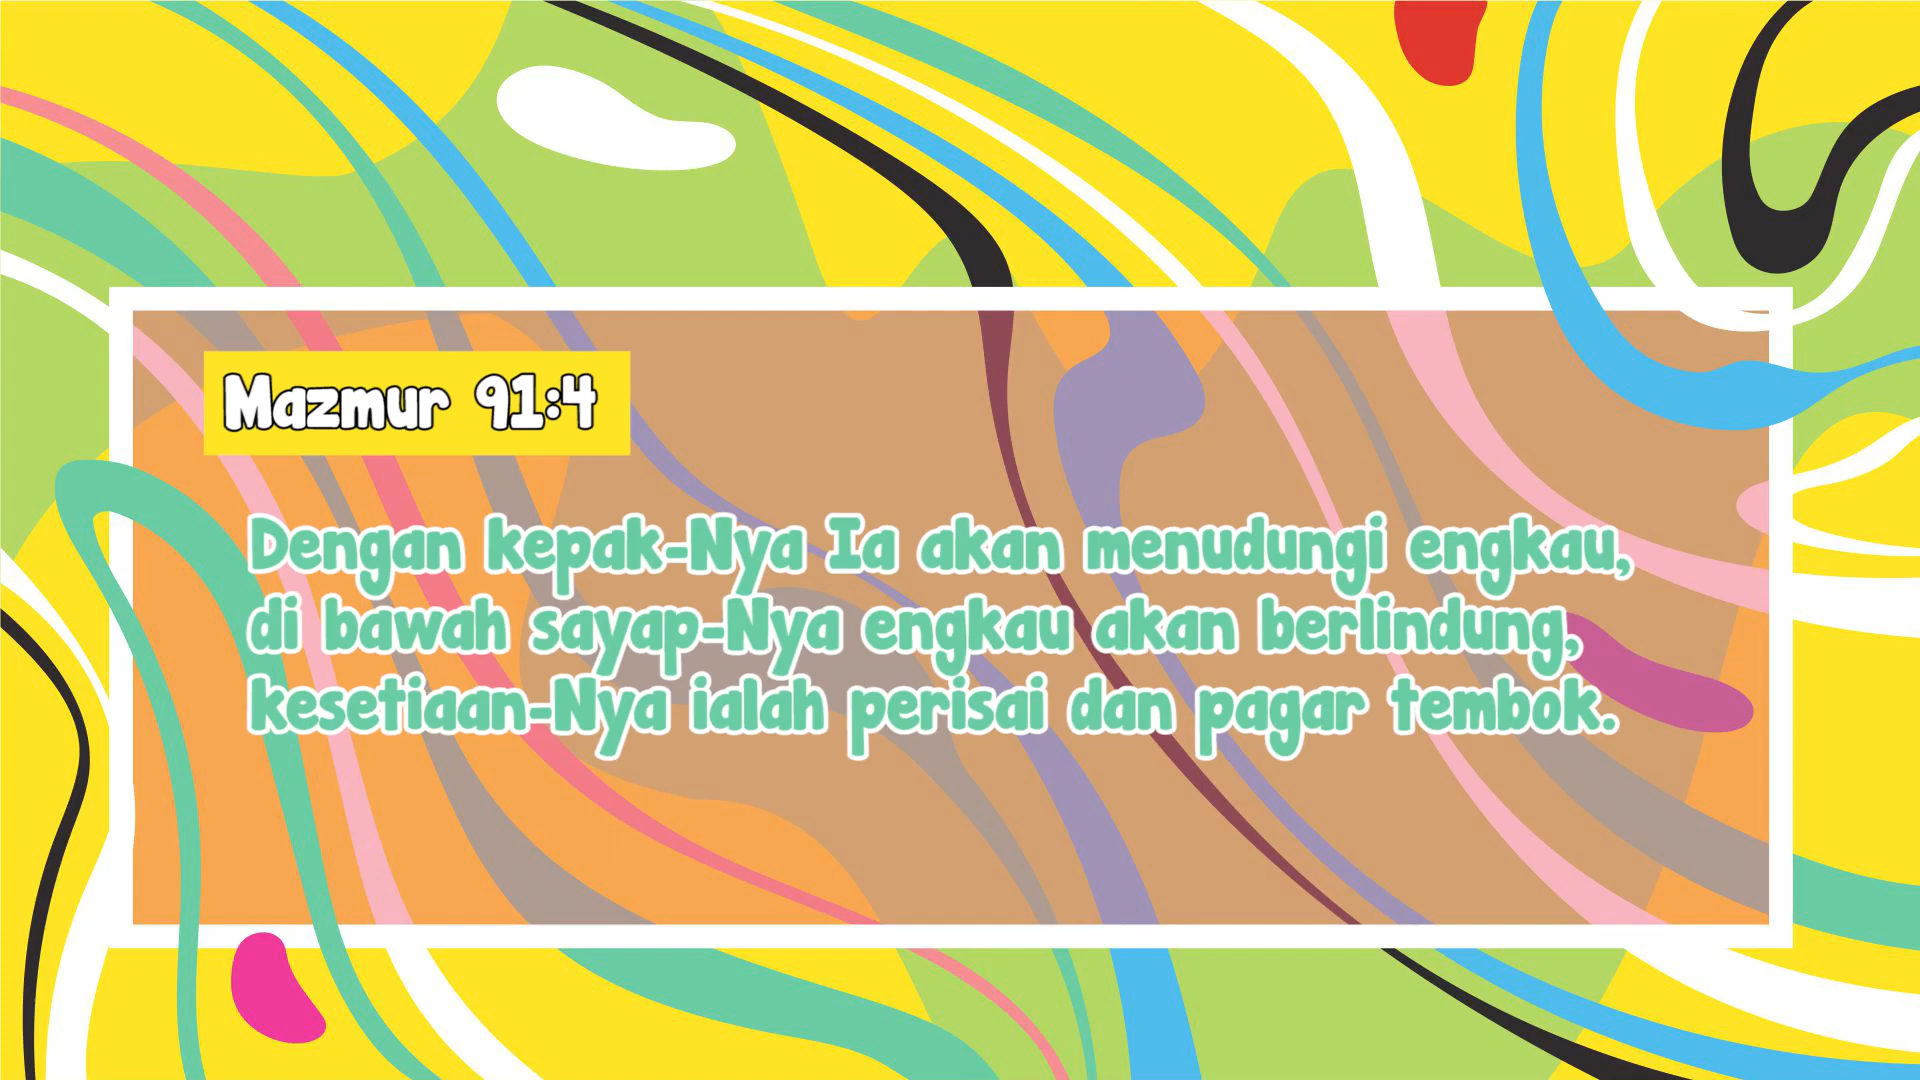 Mazmur 91:4
Dengan kepak-Nya Ia akan menudungi engkau,
di bawah sayap-Nya engkau akan berlindung,
kesetiaan-Nya ialah perisai dan pagar tembok.